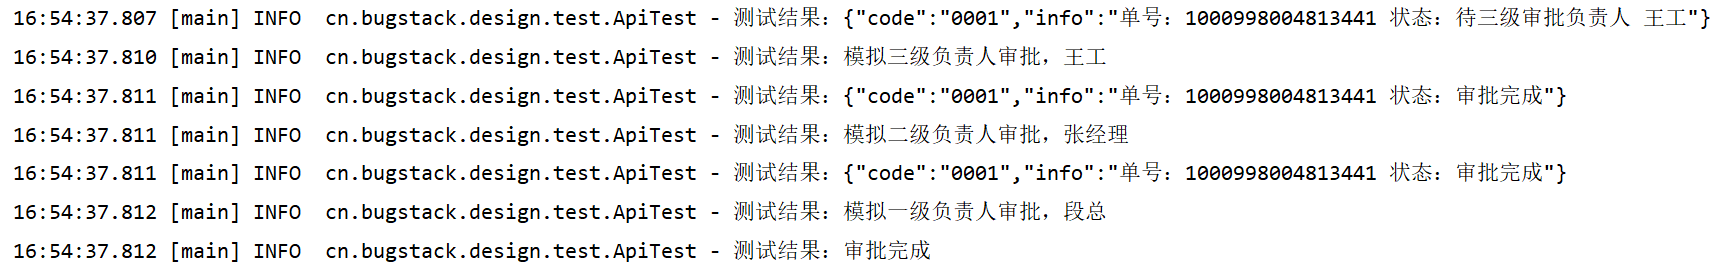 16:54:37.807 [main] INFO  cn.bugstack.design.test.ApiTest - 测试结果：{"code":"0001","info":"单号：1000998004813441 状态：待三级审批负责人 王工"}
16:54:37.810 [main] INFO  cn.bugstack.design.test.ApiTest - 测试结果：模拟三级负责人审批，王工
16:54:37.811 [main] INFO  cn.bugstack.design.test.ApiTest - 测试结果：{"code":"0001","info":"单号：1000998004813441 状态：审批完成"}
16:54:37.811 [main] INFO  cn.bugstack.design.test.ApiTest - 测试结果：模拟二级负责人审批，张经理
16:54:37.811 [main] INFO  cn.bugstack.design.test.ApiTest - 测试结果：{"code":"0001","info":"单号：1000998004813441 状态：审批完成"}
16:54:37.812 [main] INFO  cn.bugstack.design.test.ApiTest - 测试结果：模拟一级负责人审批，段总
16:54:37.812 [main] INFO  cn.bugstack.design.test.ApiTest - 测试结果：审批完成